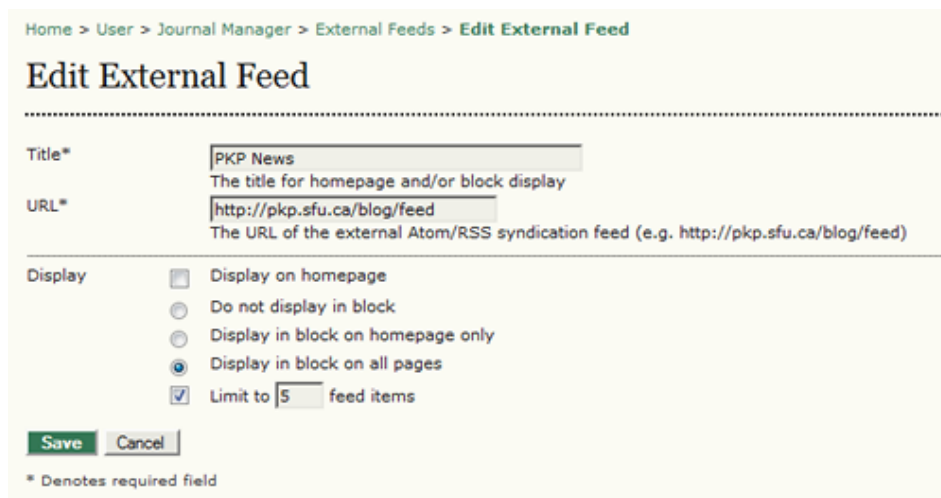 Home > User > Journal Manager > External Feeds > Edit External Feed
Edit External Feed
Title*
PKP News
The title for homepage and/or block display
URL*
http://pkp.sfu.ca/blog/feed
The URL of the external Atom/RSS syndication feed (e.g. http://pkp.sfu.ca/blog/feed)
Display
Display on homepage
Do not display in block
Display in block on homepage only
Display in block on all pages
Limit to 5 feed items
Save Cancel
* Denotes required field